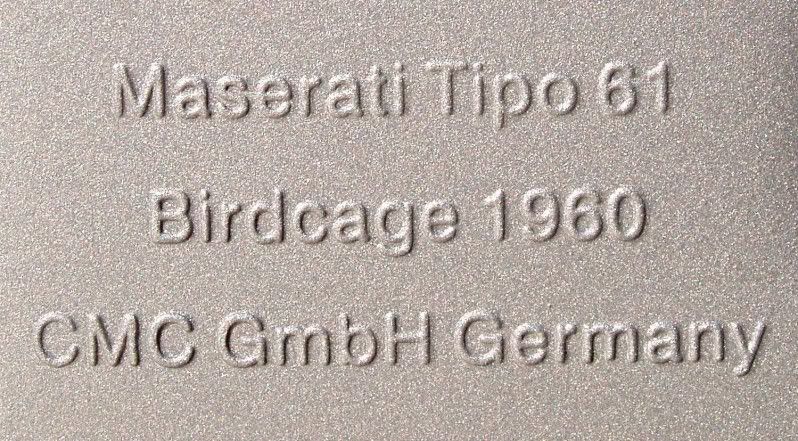 Maserati Tipo 61
Birdcage 1960
CMC GmbH Germany